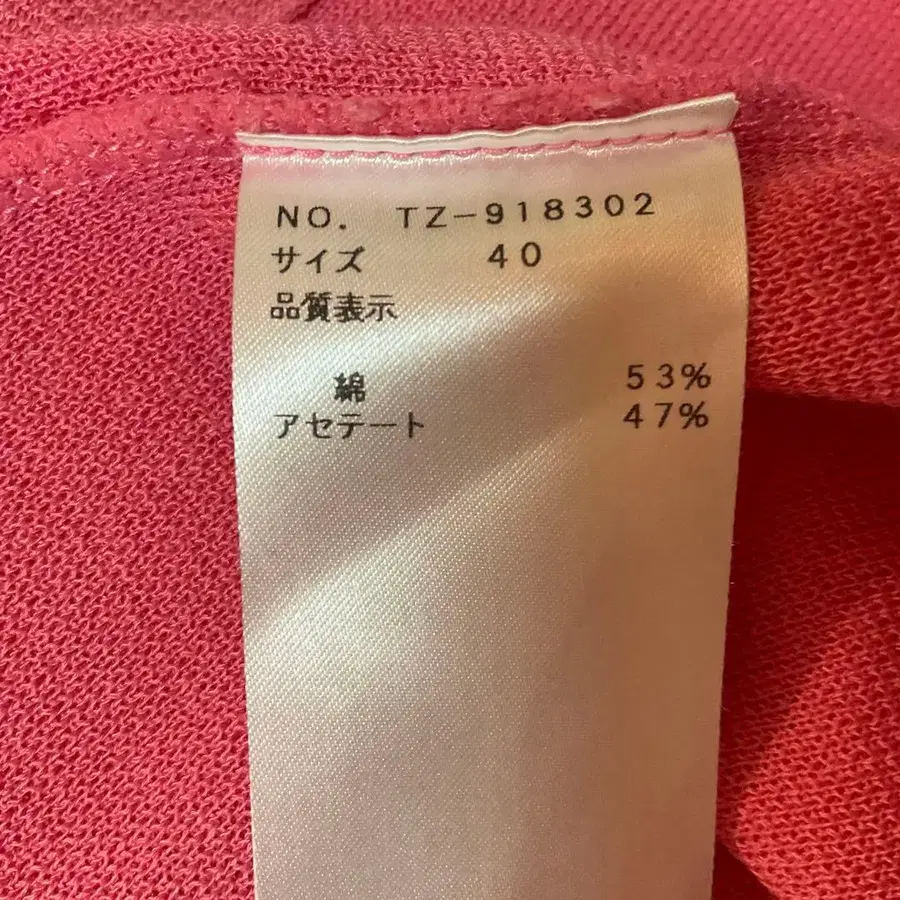 NO. TZ-918302
サイズ 40
品質表示
綿 53%
アセテート 47%